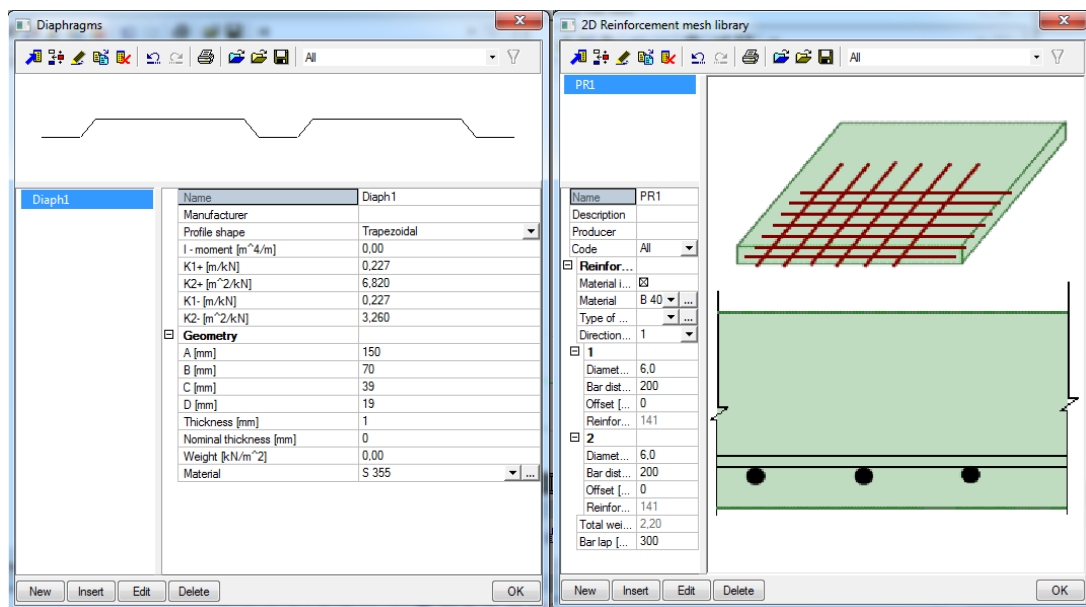 Diaphragms
All
Diaph1
Name Diaph1
Manufacturer
Profile shape Trapezoidal
I - moment [m^4/m] 0,00
K1+ [m/kN] 0,227
K2+ [m^2/kN] 6,820
K1- [m/kN] 0,227
K2- [m^2/kN] 3,260
Geometry
A [mm] 150
B [mm] 70
C [mm] 39
D [mm] 19
Thickness [mm] 1
Nominal thickness [mm] 0
Weight [kN/m^2] 0,00
Material S 355 ...
New Insert Edit Delete OK
2D Reinforcement mesh library
All
PR1
Name PR1
Description
Producer
Code All
Reinfor...
Material i...
Material B 40 ...
Type of ... ...
Direction... 1
1
Diamet... 6,0
Bar dist... 200
Offset [... 0
Reinfor... 141
2
Diamet... 6,0
Bar dist... 200
Offset [... 0
Reinfor... 141
Total wei... 2,20
Bar lap [... 300
New Insert Edit Delete OK